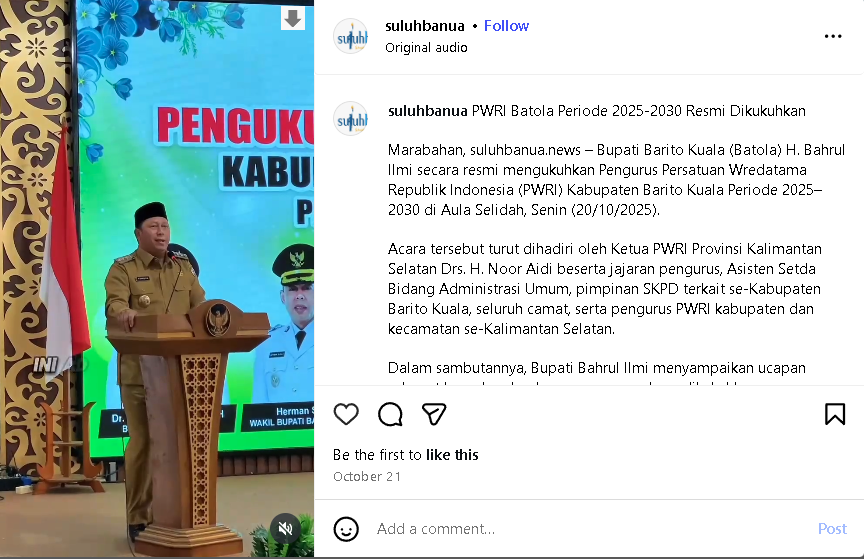 PENGUKU
KABU
P
INI
Dr.
B
Herman S
WAKIL BUPATI BA
suluh
suluhbanua • Follow
Original audio
suluh
suluhbanua PWRI Batola Periode 2025-2030 Resmi Dikukuhkan
Marabahan, suluhbanua.news – Bupati Barito Kuala (Batola) H. Bahrul
Ilmi secara resmi mengukuhkan Pengurus Persatuan Wredatama
Republik Indonesia (PWRI) Kabupaten Barito Kuala Periode 2025–
2030 di Aula Selidah, Senin (20/10/2025).
Acara tersebut turut dihadiri oleh Ketua PWRI Provinsi Kalimantan
Selatan Drs. H. Noor Aidi beserta jajaran pengurus, Asisten Setda
Bidang Administrasi Umum, pimpinan SKPD terkait se-Kabupaten
Barito Kuala, seluruh camat, serta pengurus PWRI kabupaten dan
kecamatan se-Kalimantan Selatan.
Dalam sambutannya, Bupati Bahrul Ilmi menyampaikan ucapan
Be the first to like this
October 21
Add a comment...
Post